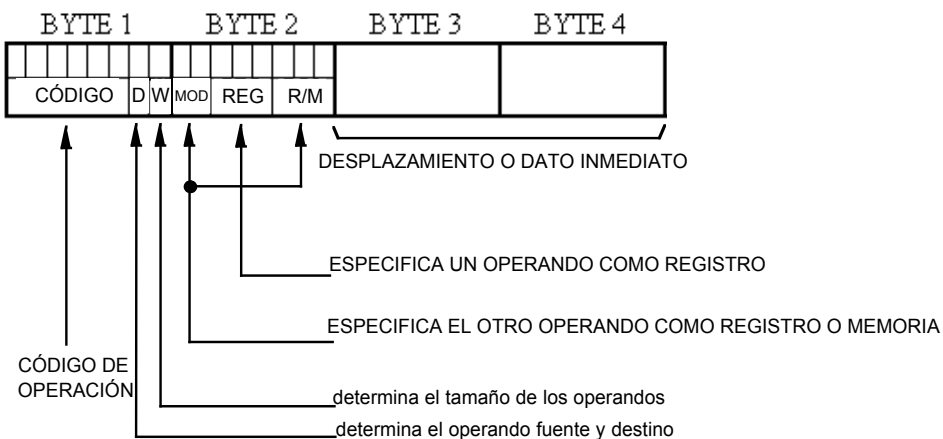 BYTE 1 BYTE 2 BYTE 3 BYTE 4
CÓDIGO D W MOD REG R/M
DESPLAZAMIENTO O DATO INMEDIATO
ESPECIFICA UN OPERANDO COMO REGISTRO
ESPECIFICA EL OTRO OPERANDO COMO REGISTRO O MEMORIA
CÓDIGO DE
OPERACIÓN
determina el tamaño de los operandos
determina el operando fuente y destino